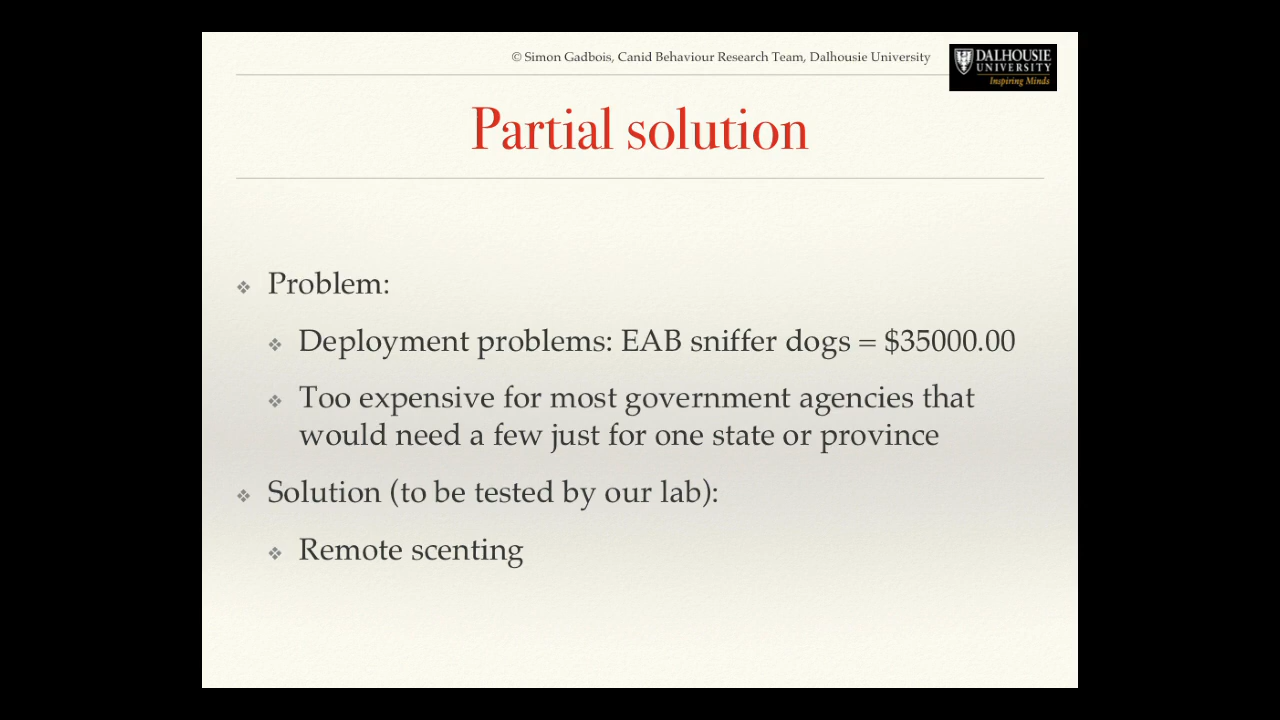 © Simon Gadbois, Canid Behaviour Research Team, Dalhousie University
DALHOUSIE
UNIVERSITY
Inspiring Minds
Partial solution
❖ Problem:
❖ Deployment problems: EAB sniffer dogs = $35000.00
❖ Too expensive for most government agencies that
would need a few just for one state or province
❖ Solution (to be tested by our lab):
❖ Remote scenting